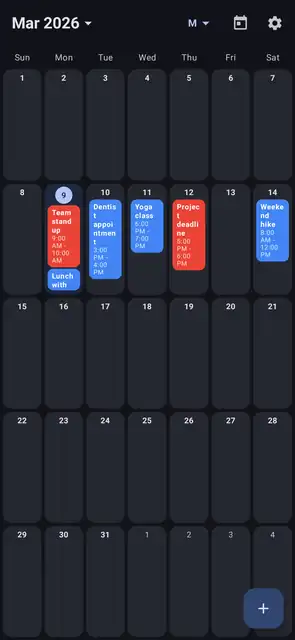 Mar 2026 M
Sun Mon Tue Wed Thu Fri Sat
1 2 3 4 5 6 7
8 9 10 11 12 13 14
Team
stand
up
9:00
AM -
10:00
AM
Lunch
with
Dentis
t
appoi
ntmen
t
3:00
PM -
4:00
PM
Yoga
class
6:00
PM -
7:00
PM
Projec
t
deadli
ne
5:00
PM -
6:00
PM
Weeke
nd
hike
8:00
AM -
12:00
PM
15 16 17 18 19 20 21
22 23 24 25 26 27 28
29 30 31 1 2 3 4
+